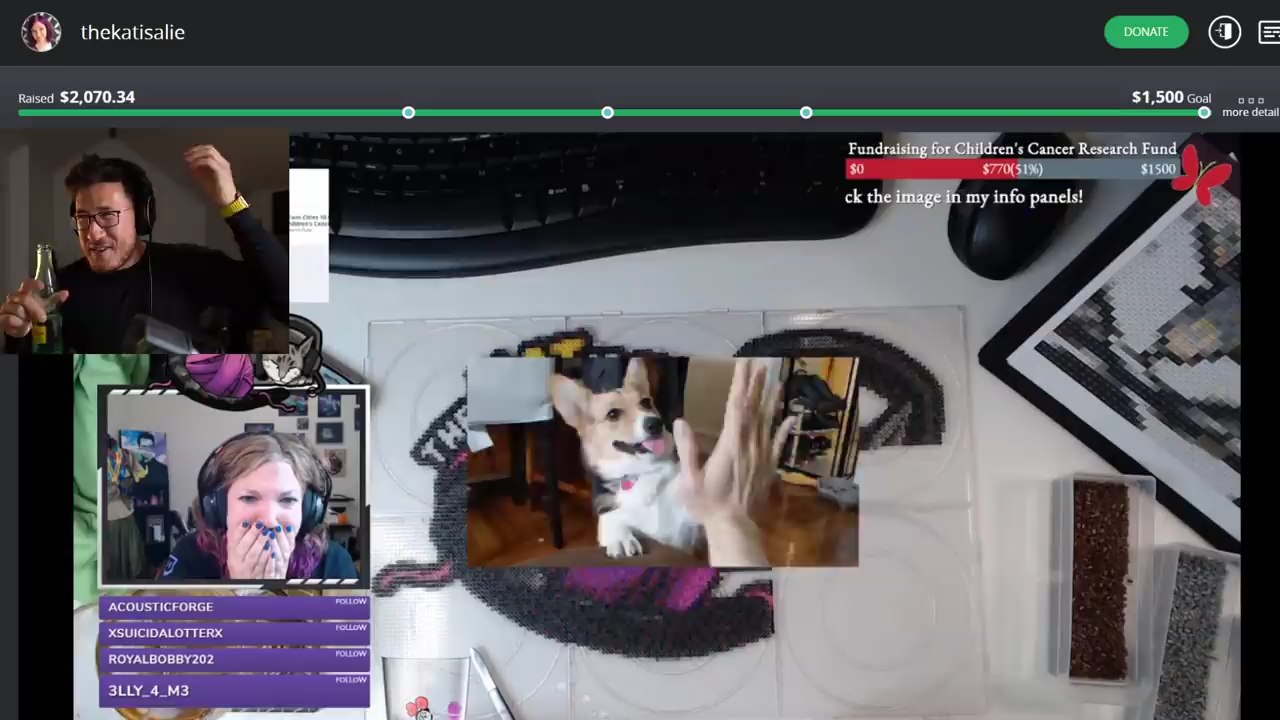 thekatisalie
DONATE
Raised $2,070.34
$1,500 Goal
more detail
Fundraising for Children's Cancer Research Fund
$0 $770(51%) $1500
ck the image in my info panels!
ACOUSTICFORGE FOLLOW
XSUICIDALOTTERX FOLLOW
ROYALBOBBY202 FOLLOW
3LLY_4_M3 FOLLOW